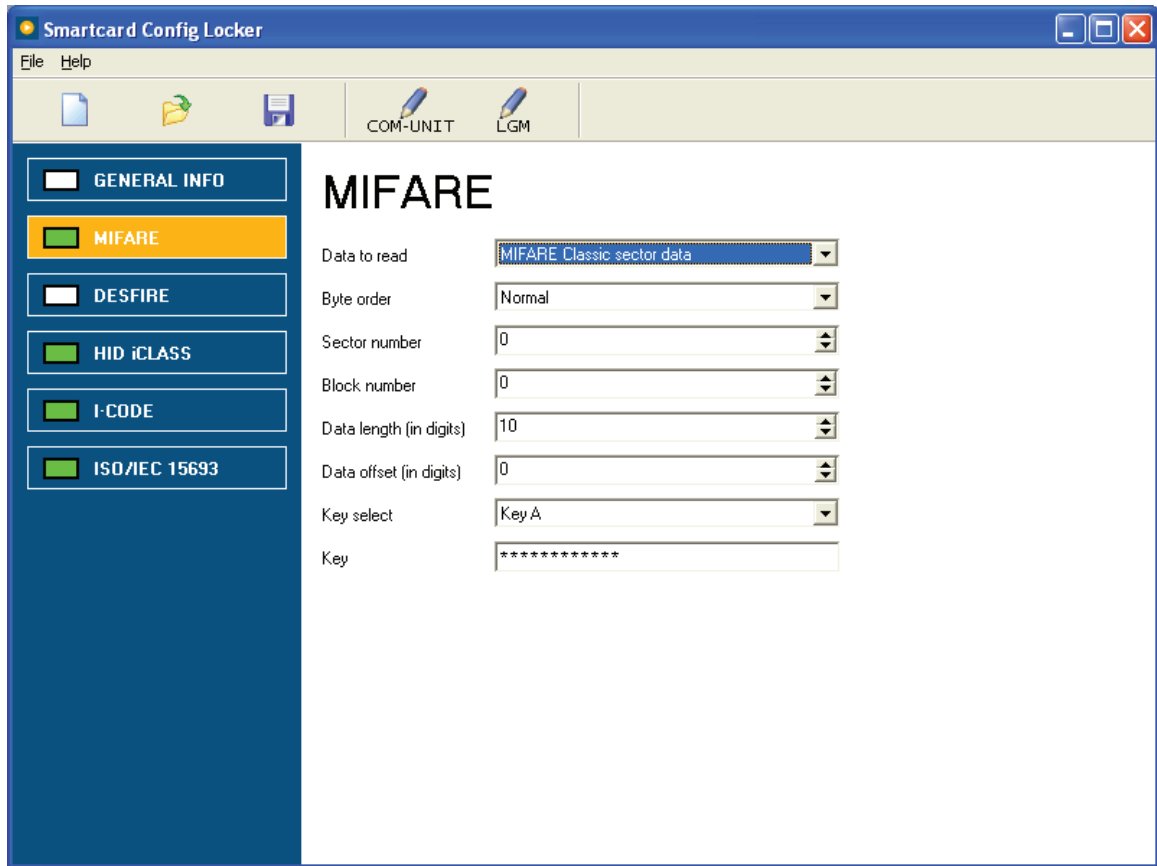 Smartcard Config Locker
File Help
COM-UNIT LGM
GENERAL INFO
MIFARE
DESFIRE
HID iCLASS
I-CODE
ISO/IEC 15693
MIFARE
Data to read MIFARE Classic sector data
Byte order Normal
Sector number 0
Block number 0
Data length (in digits) 10
Data offset (in digits) 0
Key select Key A
Key ************